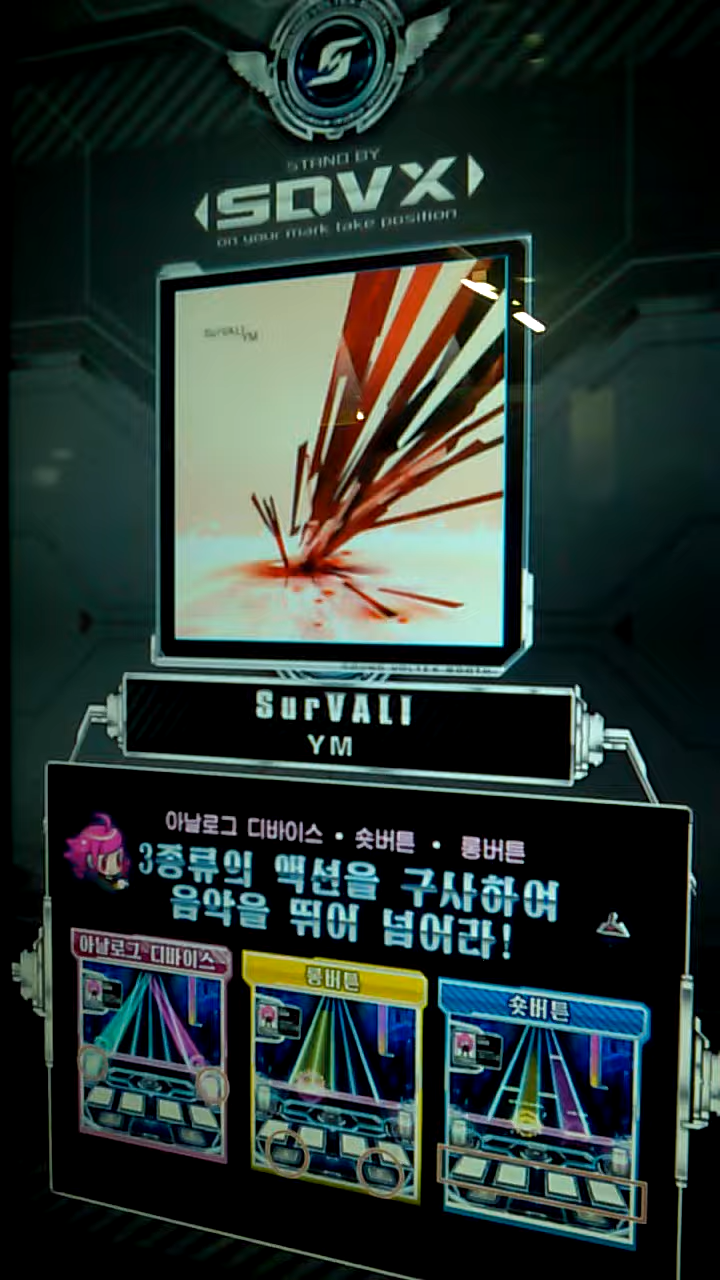 STAND BY
SDVX
on your mark take position
SurVALI
YM
SOUND VOLTEX BOOTH
SurVALI
YM
아날로그 디바이스 · 숏버튼 · 롱버튼
3종류의 액션을 구사하여
음악을 뛰어 넘어라!
아날로그 디바이스
롱버튼
숏버튼